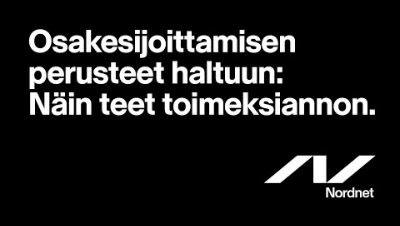 Osakesijoittamisen
perusteet haltuun:
Näin teet toimeksiannon.
Nordnet